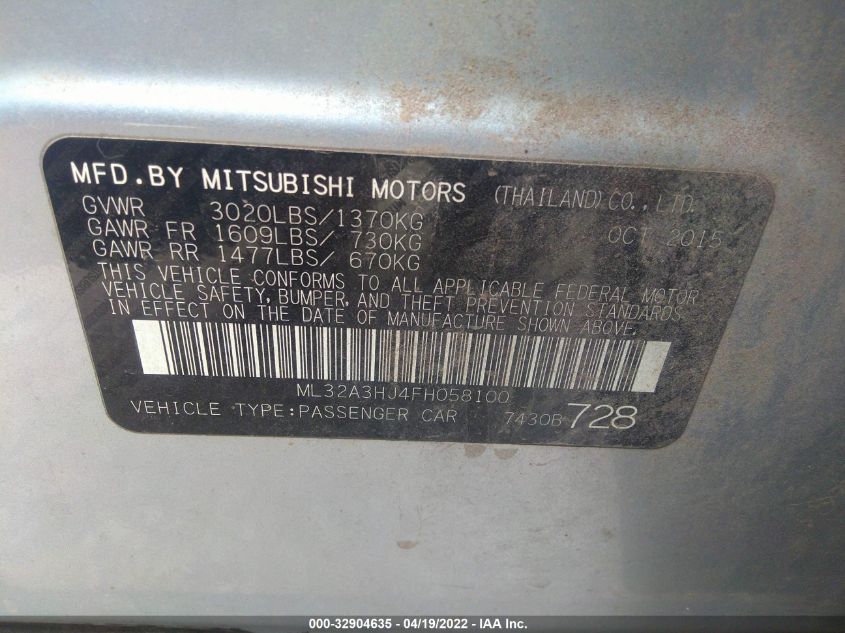 MFD.BY MITSUBISHI MOTORS (THAILAND) CO., LTD.
GVWR 3020LBS/1370KG OCT 2015
GAWR FR 1609LBS/ 730KG
GAWR RR 1477LBS/ 670KG
THIS VEHICLE CONFORMS TO ALL APPLICABLE FEDERAL MOTOR
VEHICLE SAFETY, BUMPER, AND THEFT PREVENTION STANDARDS
IN EFFECT ON THE DATE OF MANUFACTURE SHOWN ABOVE.
ML32A3HJ4FH058100
VEHICLE TYPE:PASSENGER CAR 7430B 728
000-32904635 - 04/19/2022 - IAA Inc.